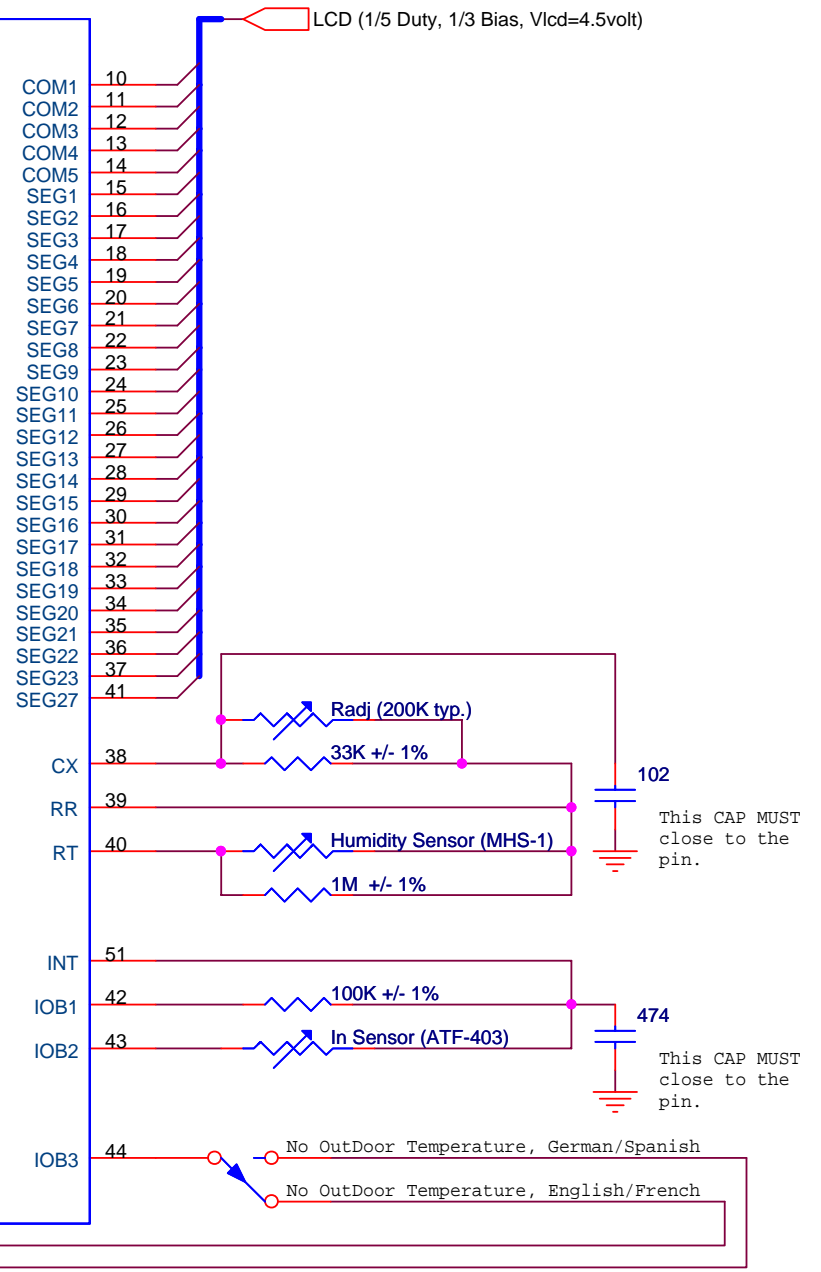 LCD (1/5 Duty, 1/3 Bias, Vlcd=4.5volt)
COM1 10
COM2 11
COM3 12
COM4 13
COM5 14
SEG1 15
SEG2 16
SEG3 17
SEG4 18
SEG5 19
SEG6 20
SEG7 21
SEG8 22
SEG9 23
SEG10 24
SEG11 25
SEG12 26
SEG13 27
SEG14 28
SEG15 29
SEG16 30
SEG17 31
SEG18 32
SEG19 33
SEG20 34
SEG21 35
SEG22 36
SEG23 37
SEG27 41
Radj (200K typ.)
CX 38 33K +/- 1%
102
RR 39
This CAP MUST
close to the
pin.
RT 40 Humidity Sensor (MHS-1)
1M +/- 1%
INT 51
IOB1 42 100K +/- 1%
474
IOB2 43 In Sensor (ATF-403)
This CAP MUST
close to the
pin.
IOB3 44 No OutDoor Temperature, German/Spanish
No OutDoor Temperature, English/French